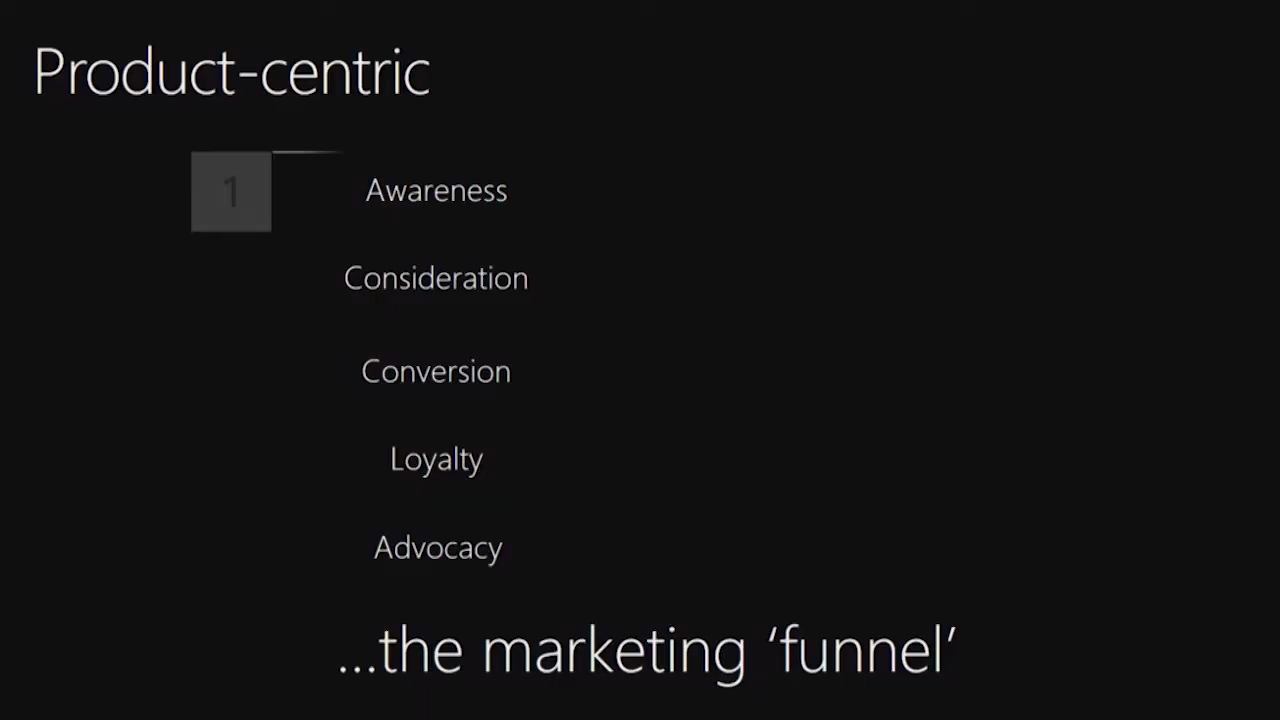 Product-centric
1
Awareness
Consideration
Conversion
Loyalty
Advocacy
...the marketing ‘funnel’